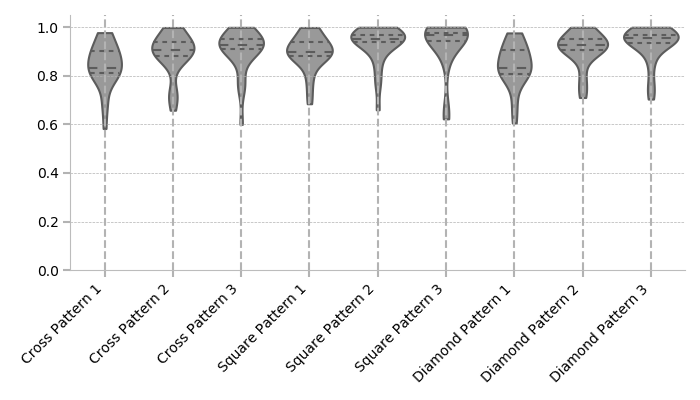 1.0
0.8
0.6
0.4
0.2
0.0
Cross Pattern 1
Cross Pattern 2
Cross Pattern 3
Square Pattern 1
Square Pattern 2
Square Pattern 3
Diamond Pattern 1
Diamond Pattern 2
Diamond Pattern 3